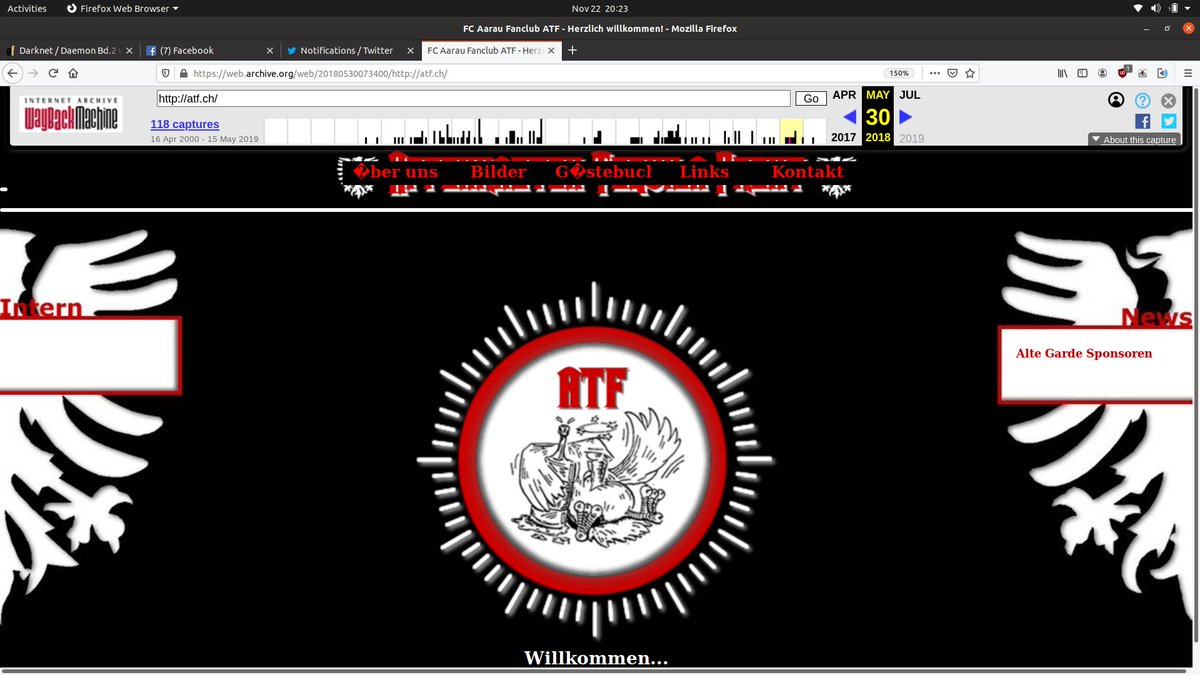 Activities Firefox Web Browser Nov 22 20:23
FC Aarau Fanclub ATF - Herzlich willkommen! - Mozilla Firefox
Darknet / Daemon Bd.2 (7) Facebook Notifications / Twitter FC Aarau Fanclub ATF - Herz
https://web.archive.org/web/20180530073400/http://atf.ch/ 150%
INTERNET ARCHIVE
WayBackMachine
http://atf.ch/ Go APR MAY JUL
118 captures 30
16 Apr 2000 - 15 May 2019 2017 2018 2019 About this capture
�ber uns Bilder G�stebucl Links Kontakt
Intern
News
Alte Garde Sponsoren
ATF
Willkommen...